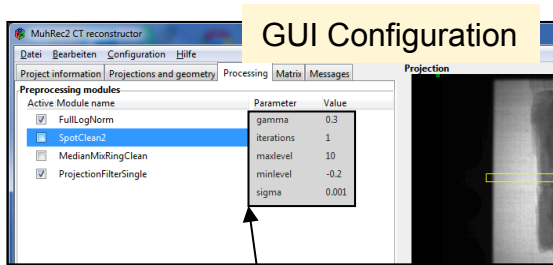 MuhRec2 CT reconstructor
GUI Configuration
Datei Bearbeiten Configuration Hilfe
Project information Projections and geometry Processing Matrix Messages
Projection
Preprocessing modules
Active Module name Parameter Value
FullLogNorm gamma 0.3
SpotClean2 iterations 1
MedianMixRingClean maxlevel 10
ProjectionFilterSingle minlevel -0.2
sigma 0.001